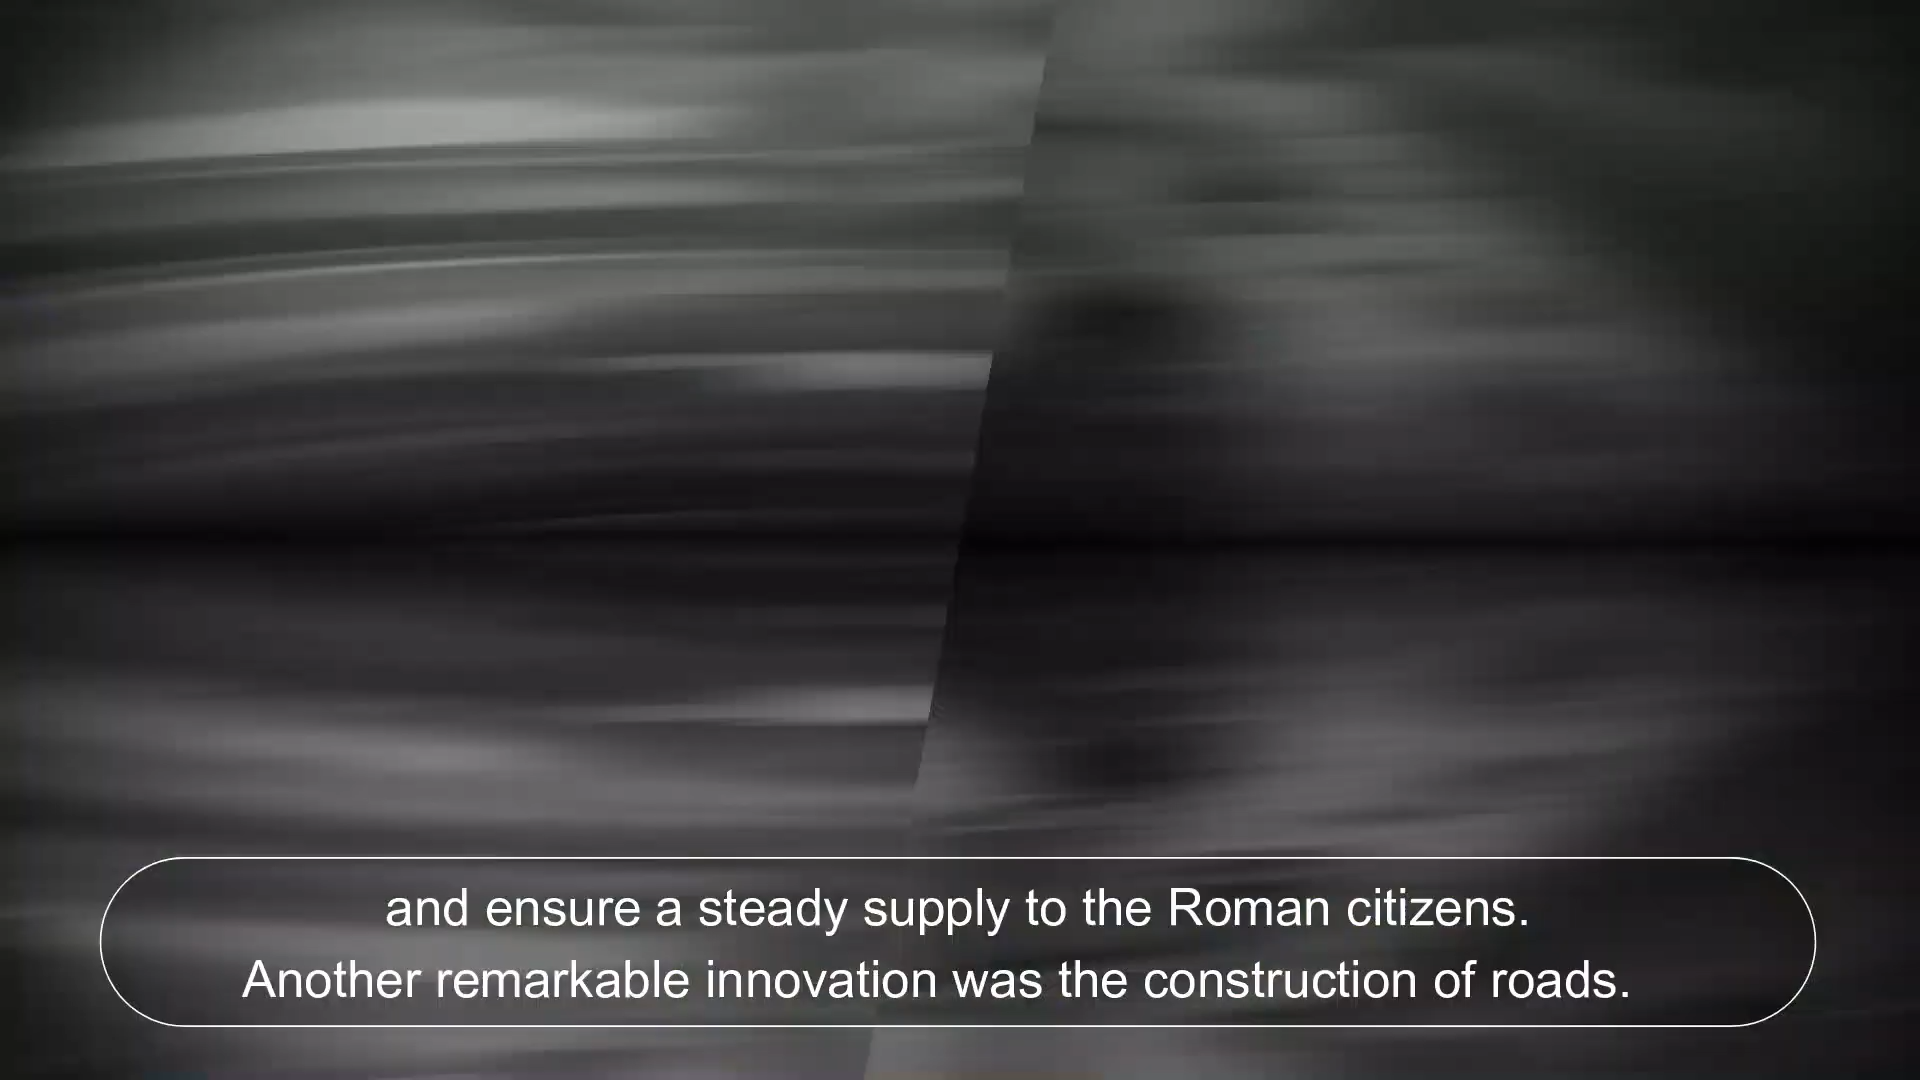 and ensure a steady supply to the Roman citizens.
Another remarkable innovation was the construction of roads.